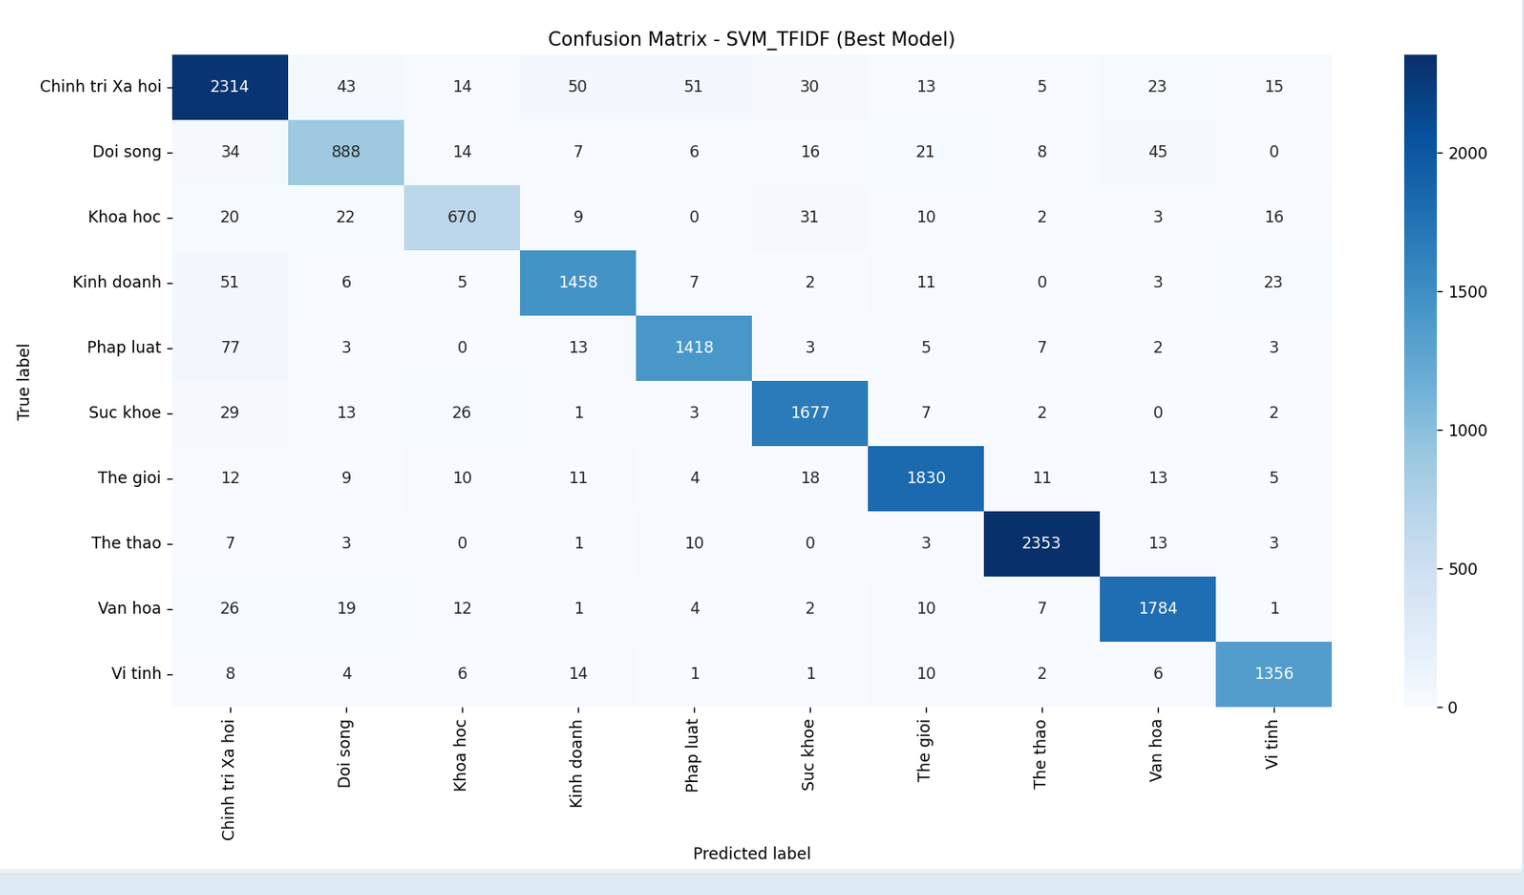 Confusion Matrix - SVM_TFIDF (Best Model)
Chinh tri Xa hoi 2314 43 14 50 51 30 13 5 23 15
Doi song 34 888 14 7 6 16 21 8 45 0
Khoa hoc 20 22 670 9 0 31 10 2 3 16
Kinh doanh 51 6 5 1458 7 2 11 0 3 23
Phap luat 77 3 0 13 1418 3 5 7 2 3
Suc khoe 29 13 26 1 3 1677 7 2 0 2
The gioi 12 9 10 11 4 18 1830 11 13 5
The thao 7 3 0 1 10 0 3 2353 13 3
Van hoa 26 19 12 1 4 2 10 7 1784 1
Vi tinh 8 4 6 14 1 1 10 2 6 1356
Chinh tri Xa hoi
Doi song
Khoa hoc
Kinh doanh
Phap luat
Suc khoe
The gioi
The thao
Van hoa
Vi tinh
Predicted label
True label
2000
1500
1000
500
0